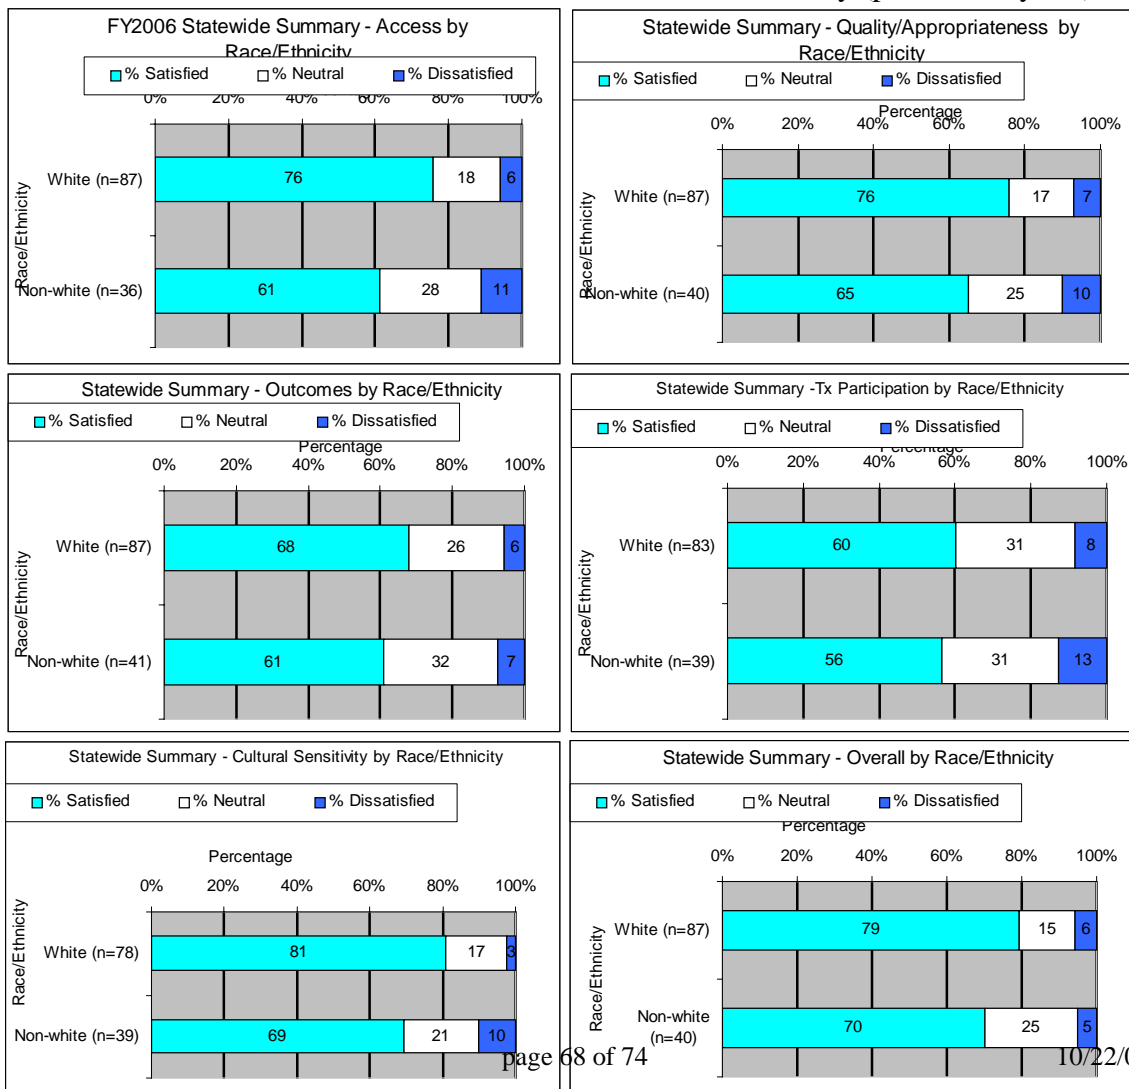 FY2006 Statewide Summary - Access by
Race/Ethnicity
% Satisfied % Neutral % Dissatisfied
0% 20% 40% 60% 80% 100%
Race/Ethnicity
White (n=87) 76 18 6
Non-white (n=36) 61 28 11
Statewide Summary - Quality/Appropriateness by
Race/Ethnicity
% Satisfied % Neutral % Dissatisfied
Percentage
0% 20% 40% 60% 80% 100%
Race/Ethnicity
White (n=87) 76 17 7
Non-white (n=40) 65 25 10
Statewide Summary - Outcomes by Race/Ethnicity
% Satisfied % Neutral % Dissatisfied
Percentage
0% 20% 40% 60% 80% 100%
Race/Ethnicity
White (n=87) 68 26 6
Non-white (n=41) 61 32 7
Statewide Summary -Tx Participation by Race/Ethnicity
% Satisfied % Neutral % Dissatisfied
0% 20% 40% 60% 80% 100%
Race/Ethnicity
White (n=83) 60 31 8
Non-white (n=39) 56 31 13
Statewide Summary - Cultural Sensitivity by Race/Ethnicity
% Satisfied % Neutral % Dissatisfied
Percentage
0% 20% 40% 60% 80% 100%
Race/Ethnicity
White (n=78) 81 17 3
Non-white (n=39) 69 21 10
Statewide Summary - Overall by Race/Ethnicity
% Satisfied % Neutral % Dissatisfied
Percentage
0% 20% 40% 60% 80% 100%
Race/Ethnicity
White (n=87) 79 15 6
Non-white
(n=40) 70 25 5
page 68 of 74 10/22/0